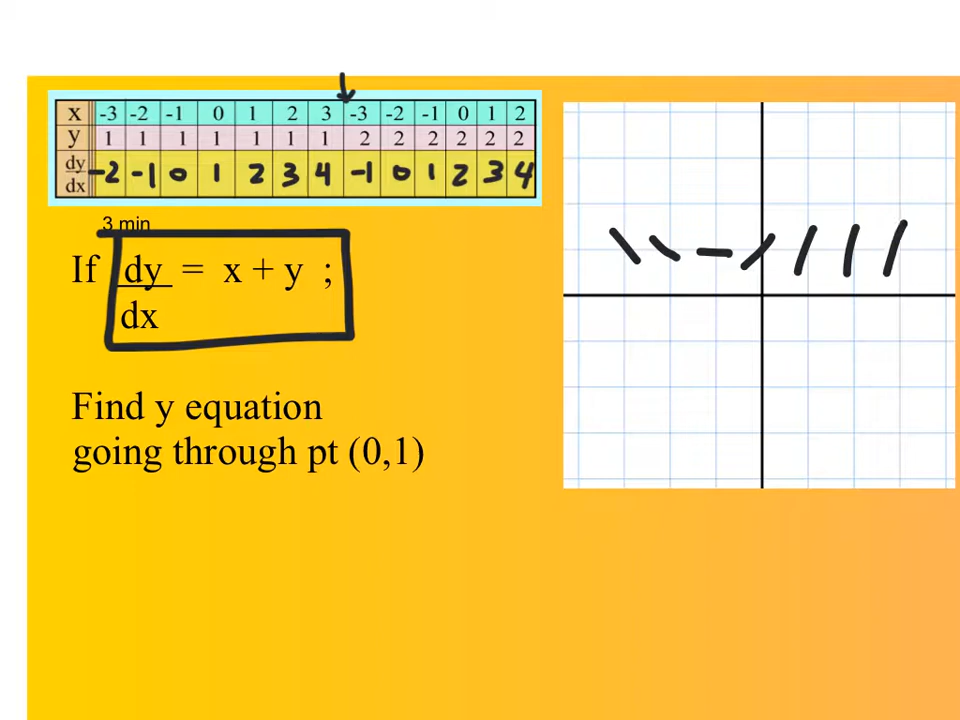 x -3 -2 -1 0 1 2 3 -3 -2 -1 0 1 2
y 1 1 1 1 1 1 1 2 2 2 2 2 2
dy
dx
-2 -1 0 1 2 3 4 -1 0 1 2 3 4
3 min
If dy = x + y ;
dx
Find y equation
going through pt (0,1)